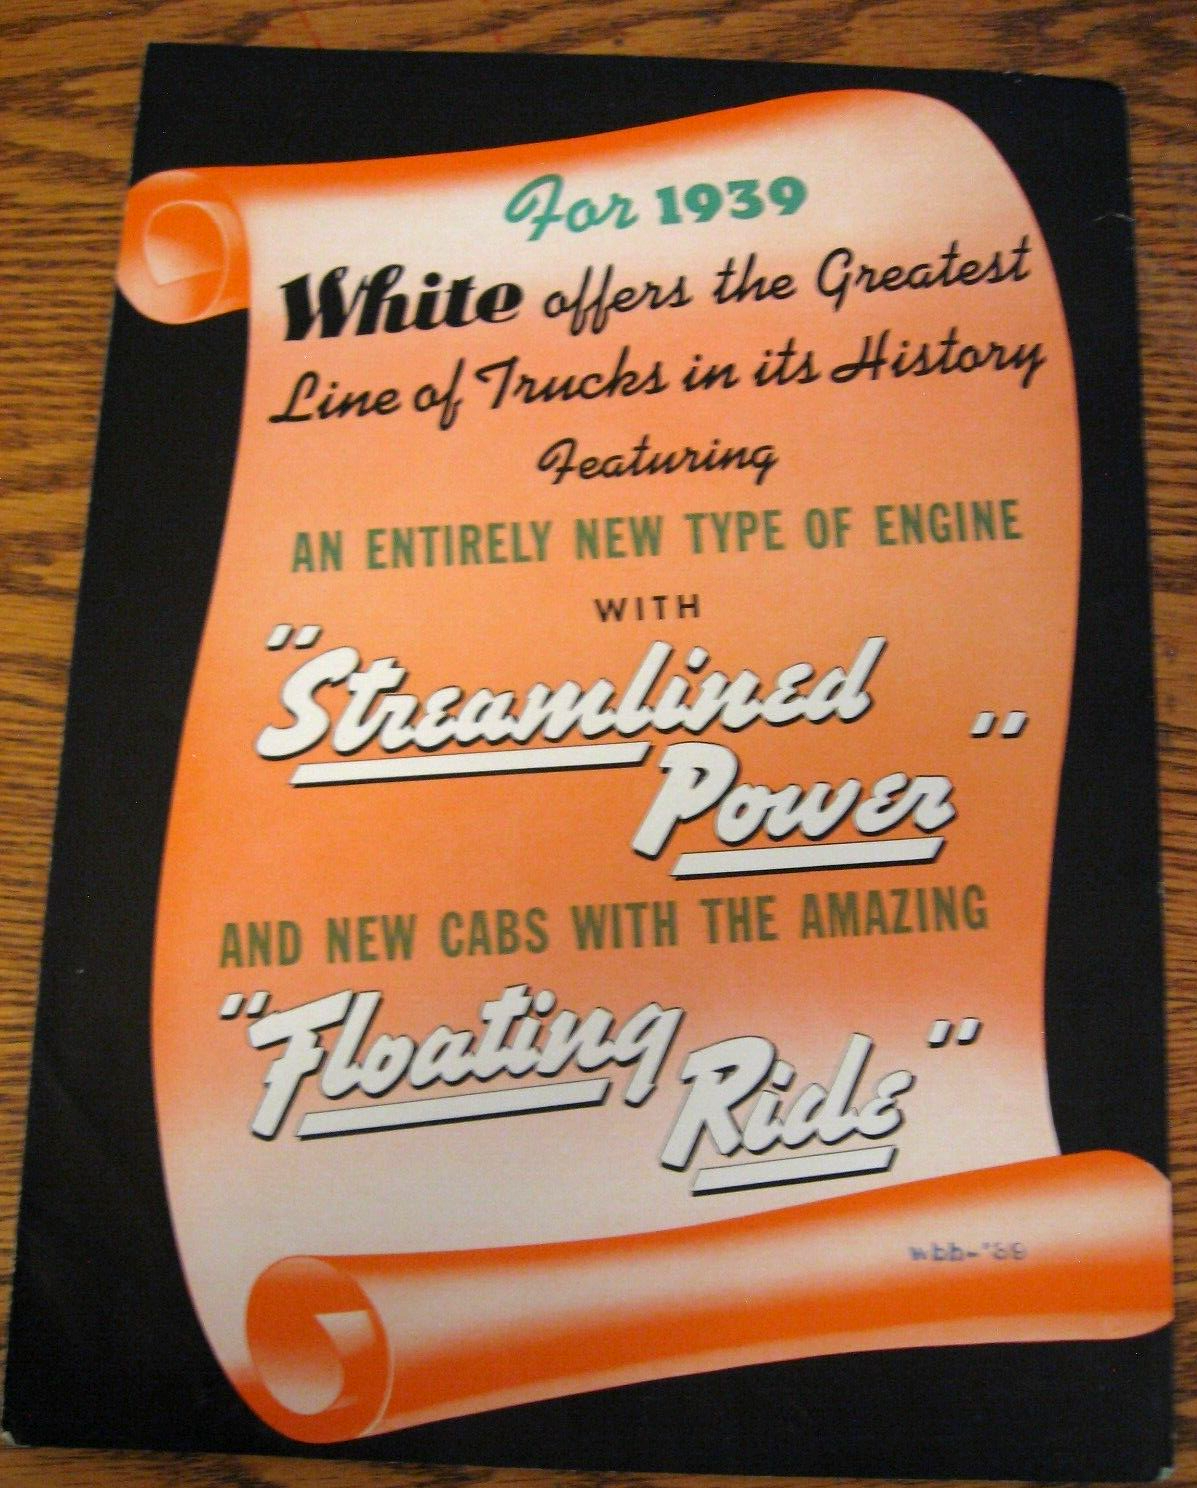 For 1939
White offers the Greatest
Line of Trucks in its History
Featuring
AN ENTIRELY NEW TYPE OF ENGINE
WITH
"Streamlined
Power"
AND NEW CABS WITH THE AMAZING
"Floating
Ride"